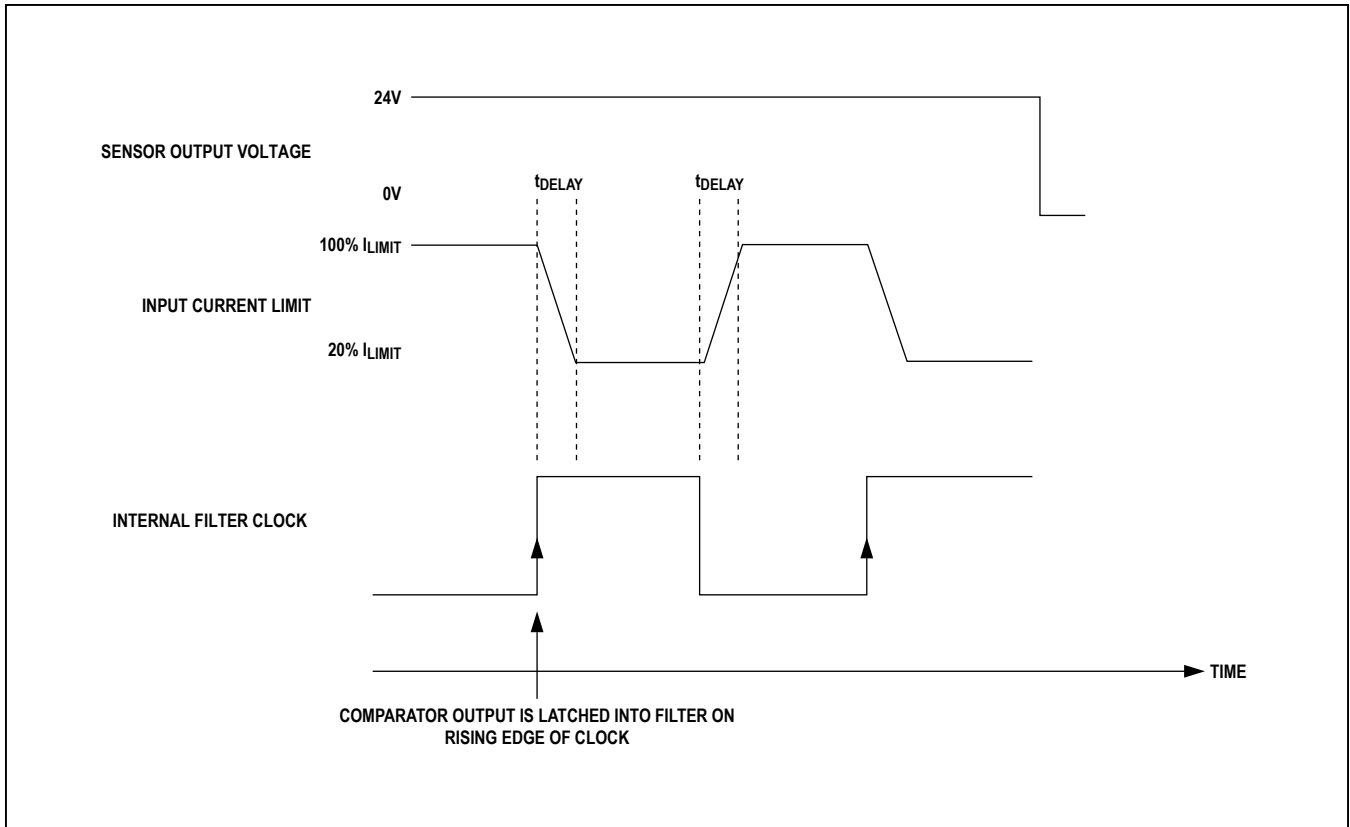 24V
SENSOR OUTPUT VOLTAGE
0V
tDELAY
tDELAY
100% ILIMIT
INPUT CURRENT LIMIT
20% ILIMIT
INTERNAL FILTER CLOCK
TIME
COMPARATOR OUTPUT IS LATCHED INTO FILTER ON
RISING EDGE OF CLOCK